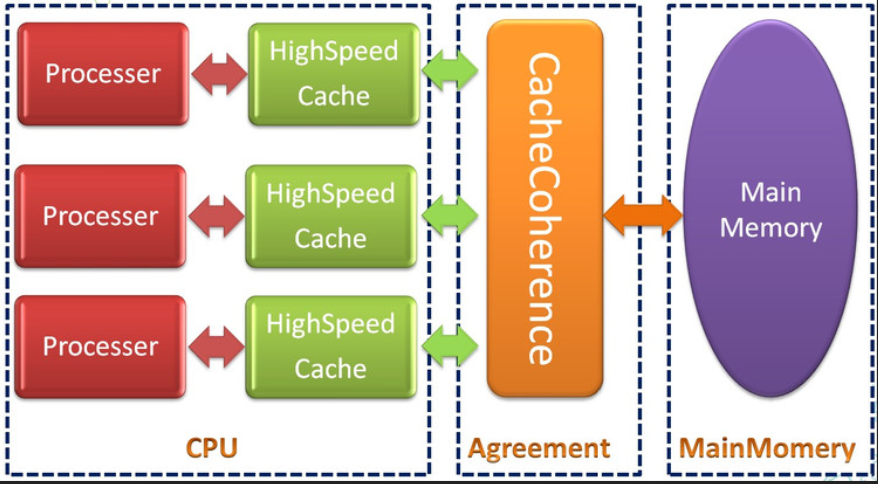 Processer
HighSpeed
Cache
Processer
HighSpeed
Cache
Processer
HighSpeed
Cache
CacheCoherence
Main
Memory
CPU
Agreement
MainMomery